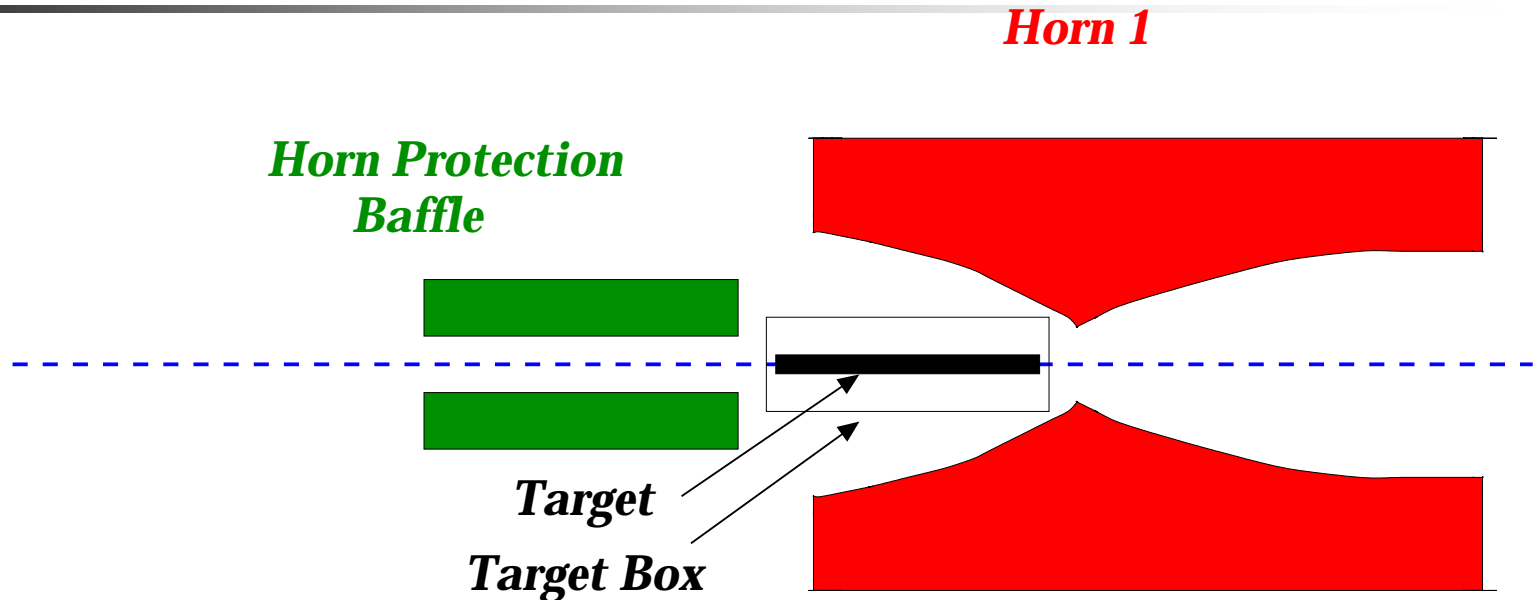 Horn 1
Horn Protection
Baffle
Target
Target Box